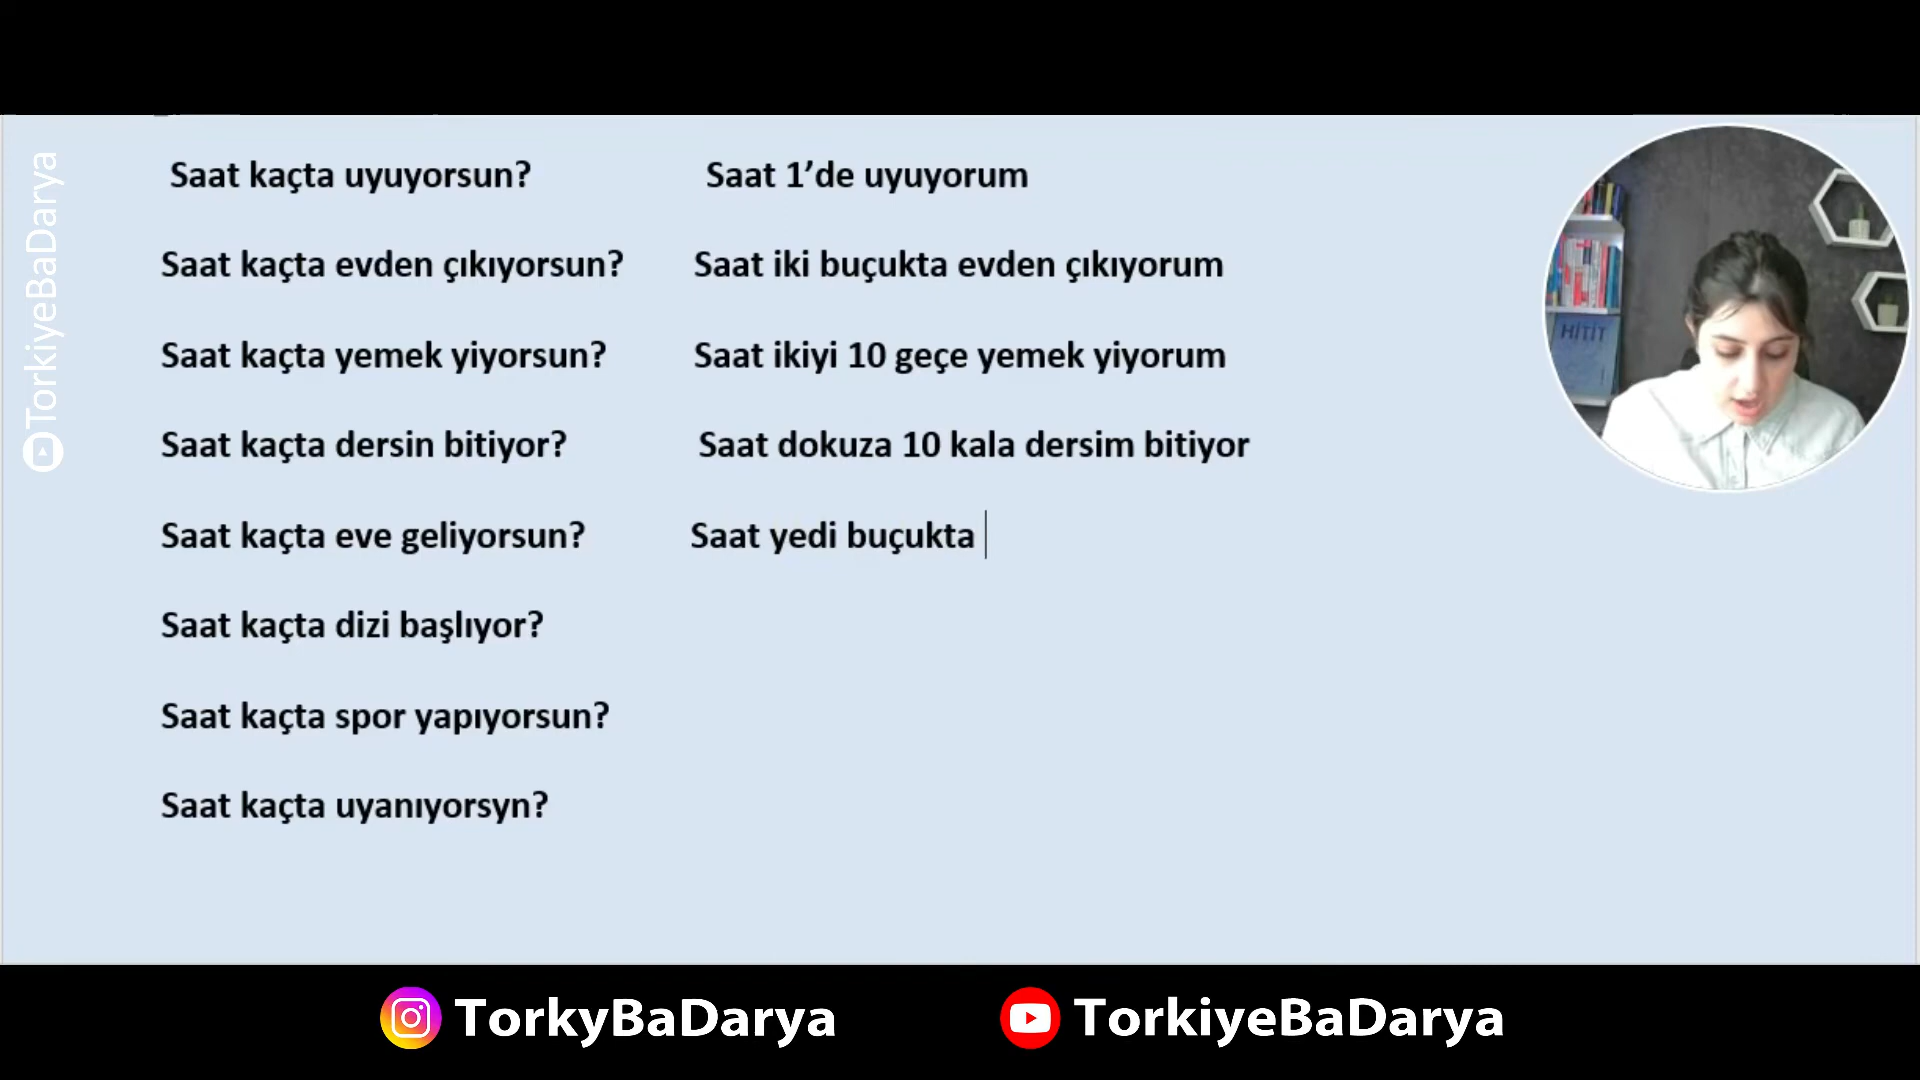 TorkiyeBaDarya
Saat kaçta uyuyorsun? Saat 1’de uyuyorum
Saat kaçta evden çıkıyorsun? Saat iki buçukta evden çıkıyorum
Saat kaçta yemek yiyorsun? Saat ikiyi 10 geçe yemek yiyorum
Saat kaçta dersin bitiyor? Saat dokuza 10 kala dersim bitiyor
Saat kaçta eve geliyorsun? Saat yedi buçukta
Saat kaçta dizi başlıyor?
Saat kaçta spor yapıyorsun?
Saat kaçta uyanıyorsyn?
HİTİT
TorkyBaDarya TorkiyeBaDarya